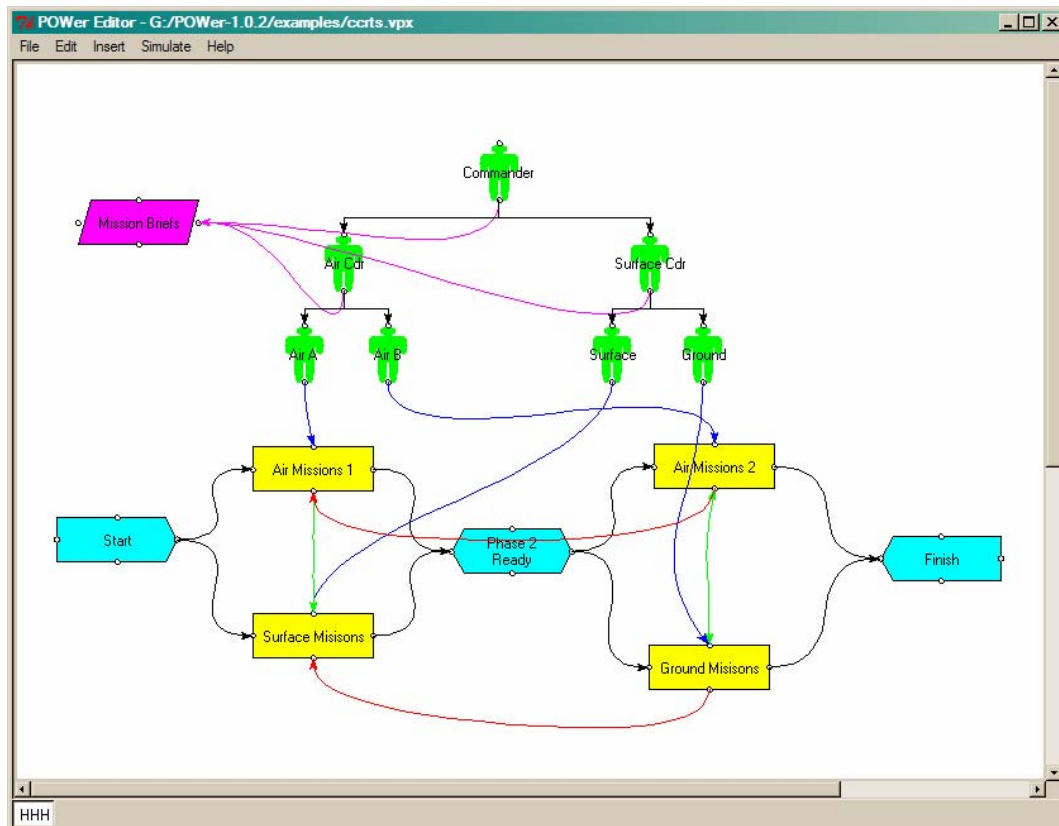 POWer Editor - G:/POWer-1.0.2/examples/ccrts.vpx
File Edit Insert Simulate Help
Commander
Mission Briefs
Air Cdr
Surface Cdr
Air A
Air B
Surface
Ground
Air Missions 1
Air Missions 2
Start
Phase 2
Ready
Finish
Surface Misisons
Ground Misisons
HHH